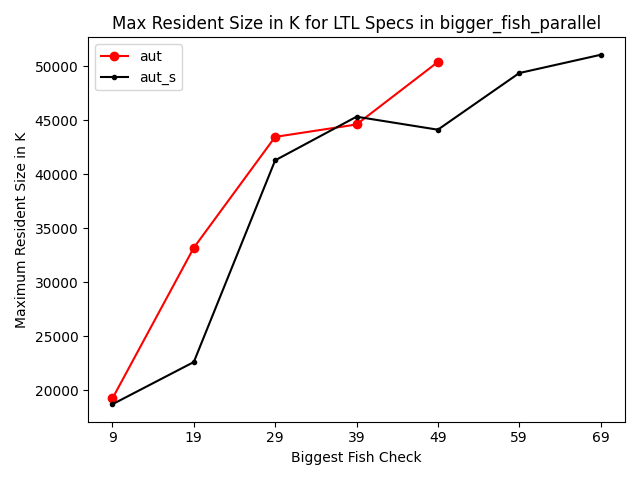 Max Resident Size in K for LTL Specs in bigger_fish_parallel
aut
aut_s
Maximum Resident Size in K
50000
45000
40000
35000
30000
25000
20000
9 19 29 39 49 59 69
Biggest Fish Check